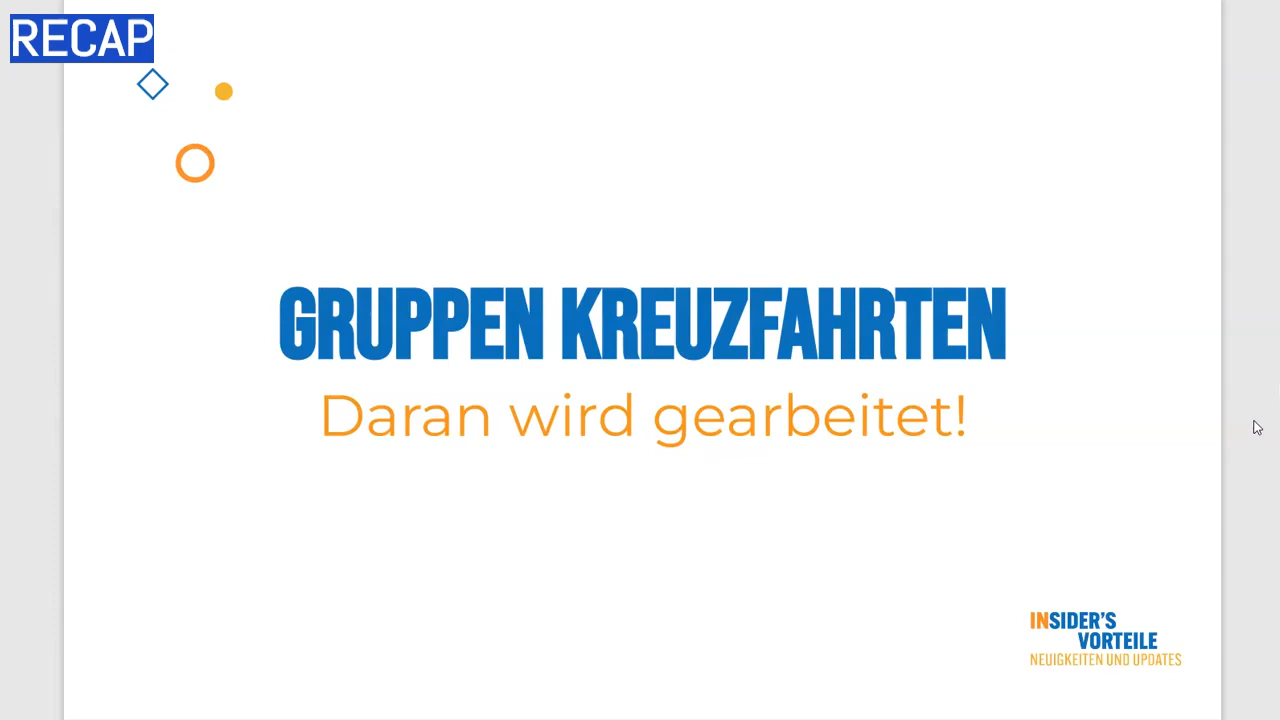 RECAP
GRUPPEN KREUZFAHRTEN
Daran wird gearbeitet!
INSIDER'S
VORTEILE
NEUIGKEITEN UND UPDATES